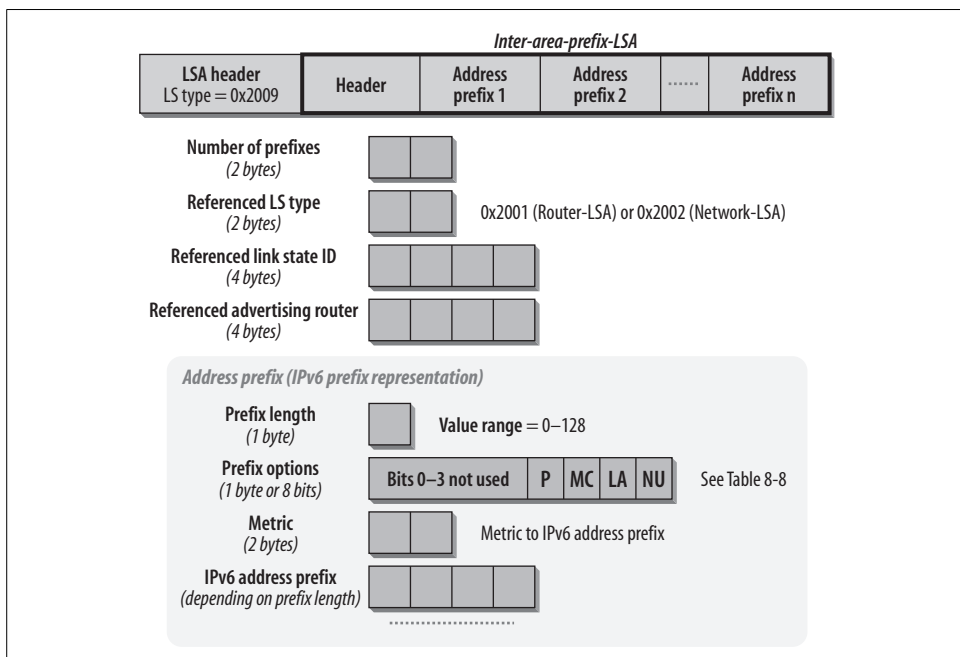 Inter-area-prefix-LSA
LSA header
LS type = 0x2009
Header
Address
prefix 1
Address
prefix 2
......
Address
prefix n
Number of prefixes
(2 bytes)
Referenced LS type
(2 bytes)
0x2001 (Router-LSA) or 0x2002 (Network-LSA)
Referenced link state ID
(4 bytes)
Referenced advertising router
(4 bytes)
Address prefix (IPv6 prefix representation)
Prefix length
(1 byte)
Value range = 0–128
Prefix options
(1 byte or 8 bits)
Bits 0–3 not used
P
MC
LA
NU
See Table 8-8
Metric
(2 bytes)
Metric to IPv6 address prefix
IPv6 address prefix
(depending on prefix length)